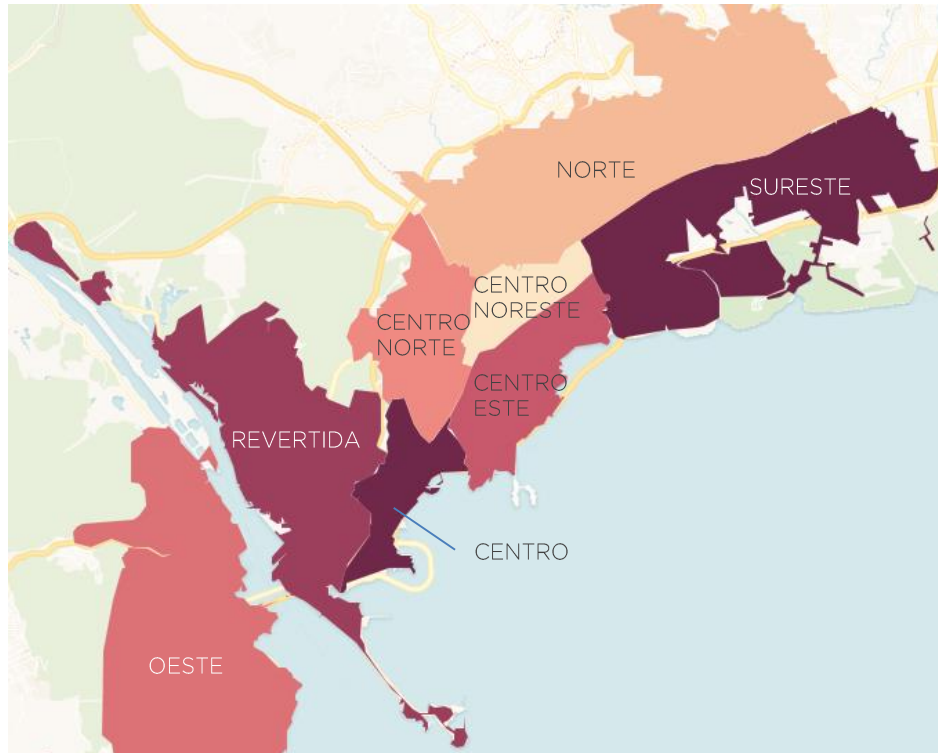 NORTE
SURESTE
CENTRO
NORESTE
CENTRO
NORTE
CENTRO
ESTE
REVERTIDA
CENTRO
OESTE